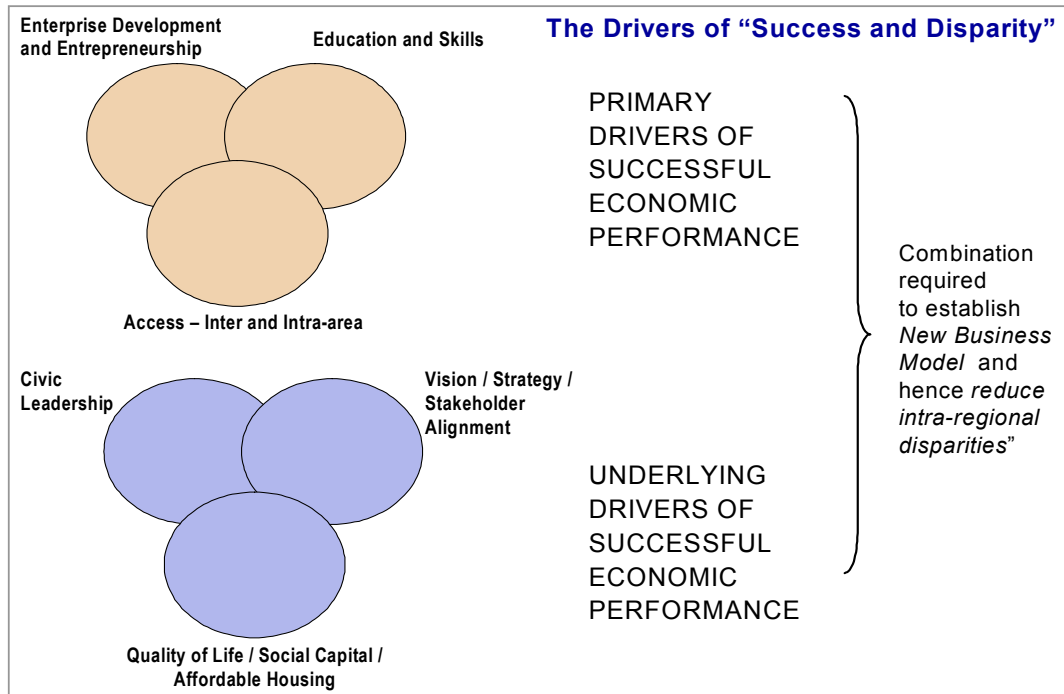 The Drivers of “Success and Disparity”
Enterprise Development
and Entrepreneurship
Education and Skills
Access – Inter and Intra-area
PRIMARY
DRIVERS OF
SUCCESSFUL
ECONOMIC
PERFORMANCE
Civic
Leadership
Vision / Strategy /
Stakeholder
Alignment
Quality of Life / Social Capital /
Affordable Housing
UNDERLYING
DRIVERS OF
SUCCESSFUL
ECONOMIC
PERFORMANCE
Combination
required
to establish
New Business
Model and
hence reduce
intra-regional
disparities”